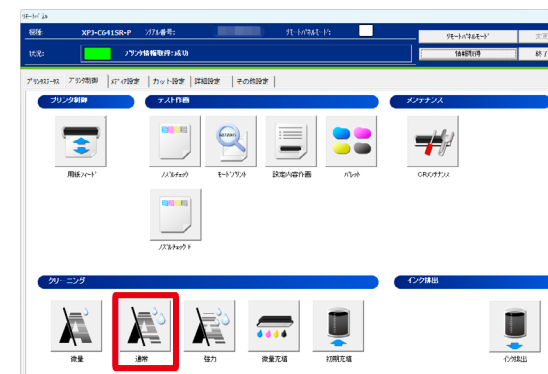 リモートパネル
機種: XPJ-C641SR-P シリアル番号: リモートパネルモード:
リモートパネルモード
状況: プリンタ情報取得:成功
情報取得 終了
プリンタステータス プリンタ制御 メディア設定 カット設定 詳細設定 その他設定
プリンタ制御 テスト作画 メンテナンス
用紙フィード ノズルチェック モードプリント 設定内容作画 パレット CRメンテナンス
ノズルチェック F
クリーニング インク排出
微量 通常 強力 微量充填 初期充填 インク排出